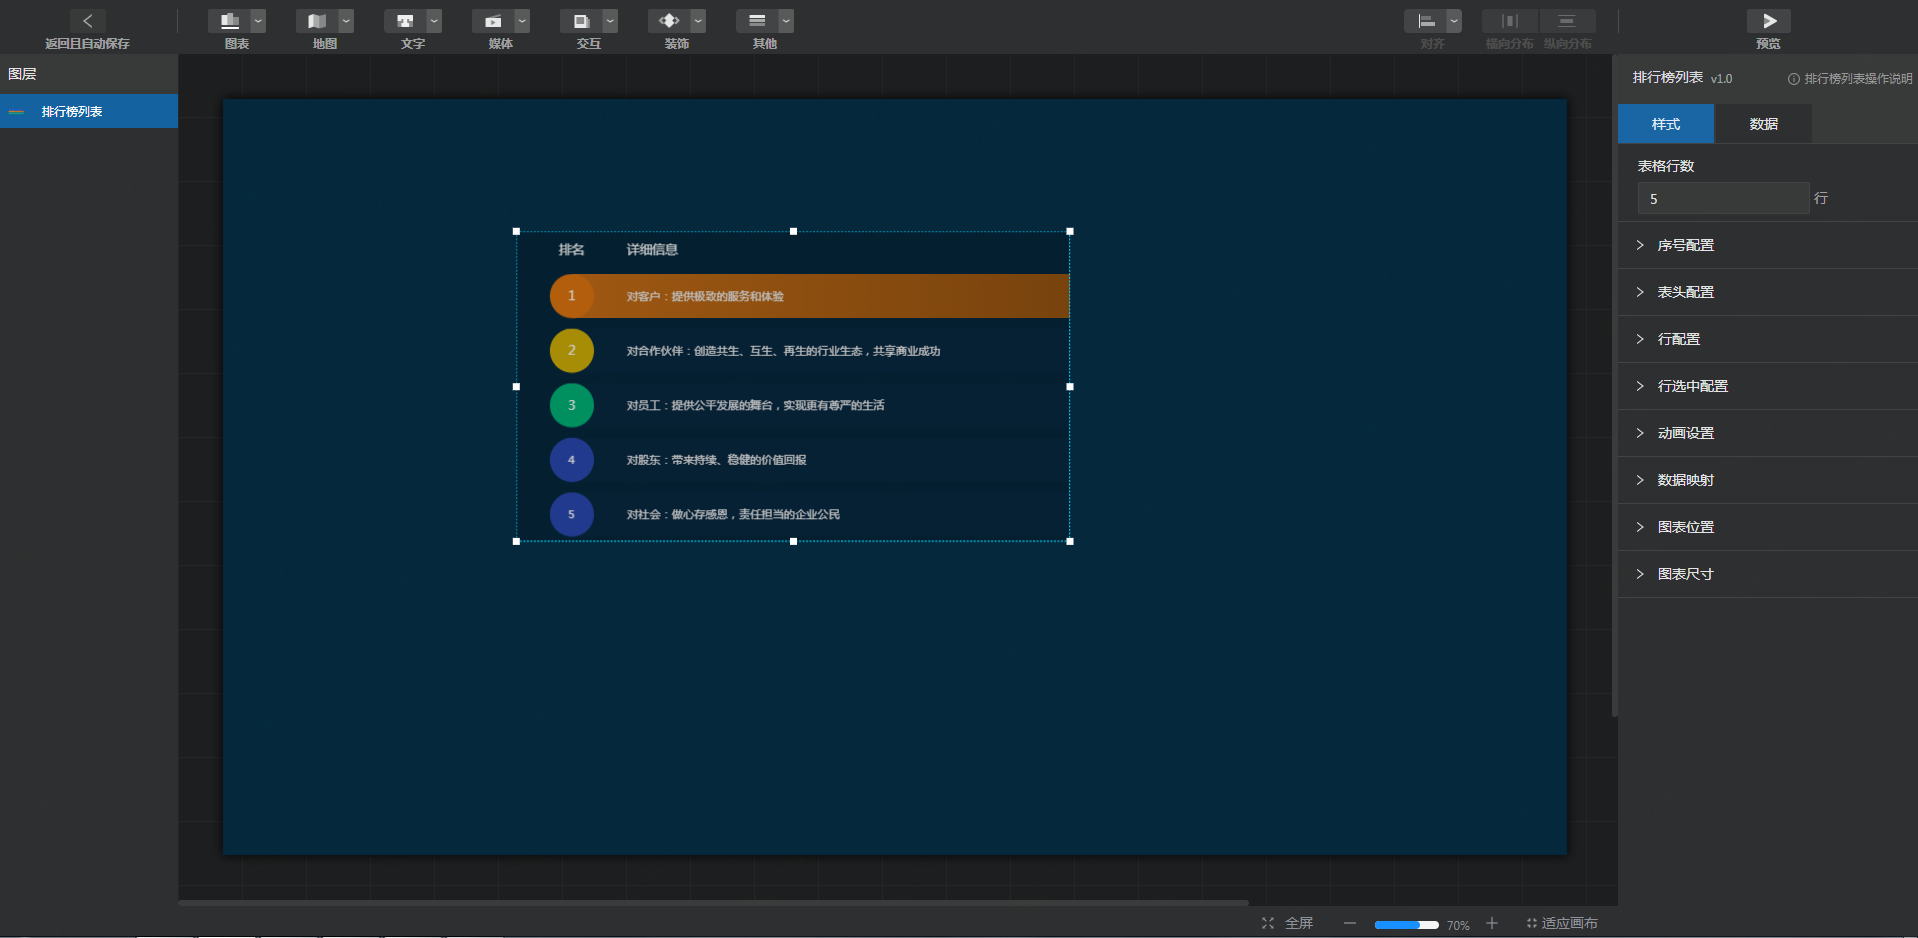 返回且自动保存
图表
地图
文字
媒体
交互
装饰
其他
对齐
横向分布
纵向分布
预览
图层
排行榜列表
排名 详细信息
1 对客户：提供极致的服务和体验
2 对合作伙伴：创造共生、互生、再生的行业生态，共享商业成功
3 对员工：提供公平发展的舞台，实现更有尊严的生活
4 对股东：带来持续、稳健的价值回报
5 对社会：做心存感恩，责任担当的企业公民
排行榜列表 v1.0 排行榜列表操作说明
样式 数据
表格行数
5 行
序号配置
表头配置
行配置
行选中配置
动画设置
数据映射
图表位置
图表尺寸
全屏 70% 适应画布